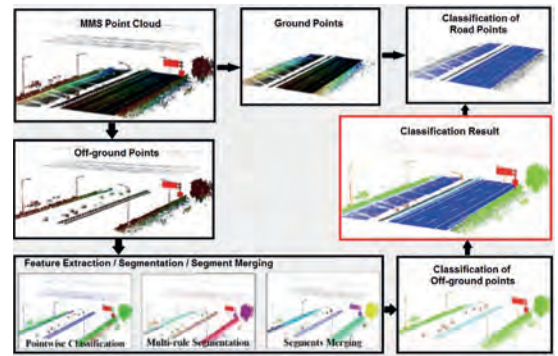 MMS Point Cloud
Ground Points
Classification of
Road Points
Off-ground Points
Classification Result
Feature Extraction / Segmentation / Segment Merging
Pointwise Classification
Multi-rule Segmentation
Segments Merging
Classification of
Off-ground points